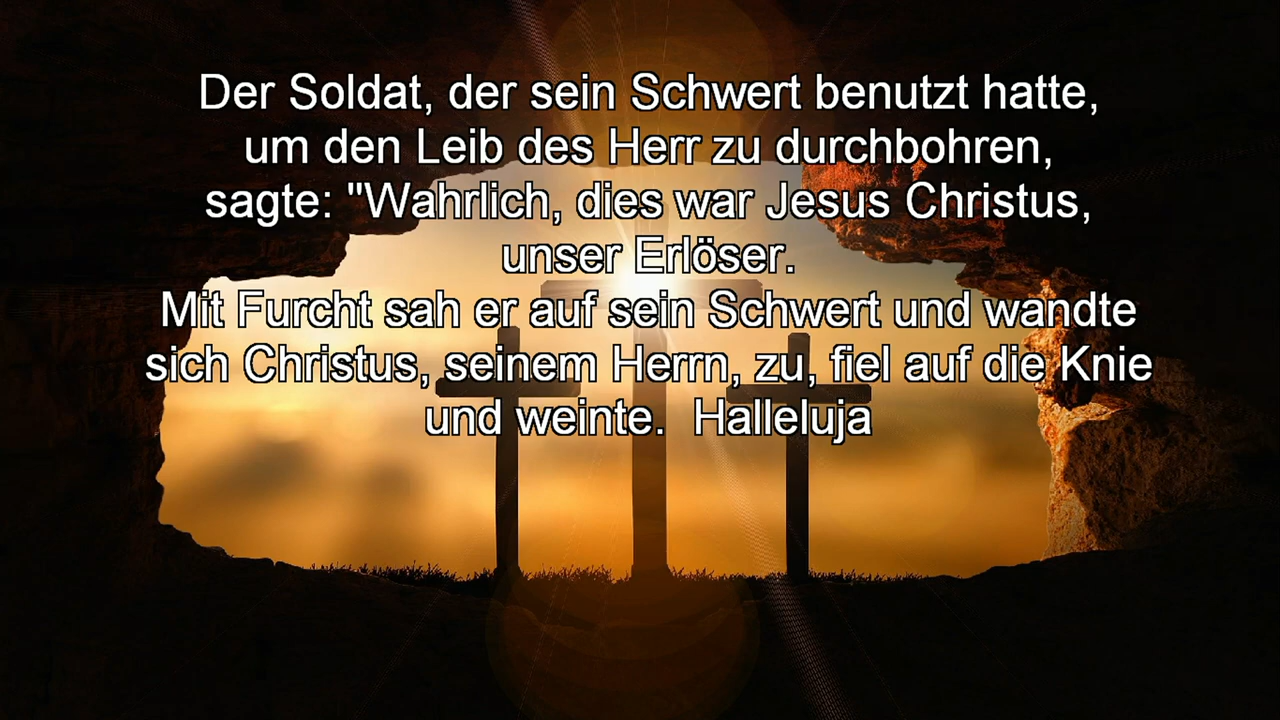 Der Soldat, der sein Schwert benutzt hatte,
um den Leib des Herr zu durchbohren,
sagte: "Wahrlich, dies war Jesus Christus,
unser Erlöser.
Mit Furcht sah er auf sein Schwert und wandte
sich Christus, seinem Herrn, zu, fiel auf die Knie
und weinte.  Halleluja